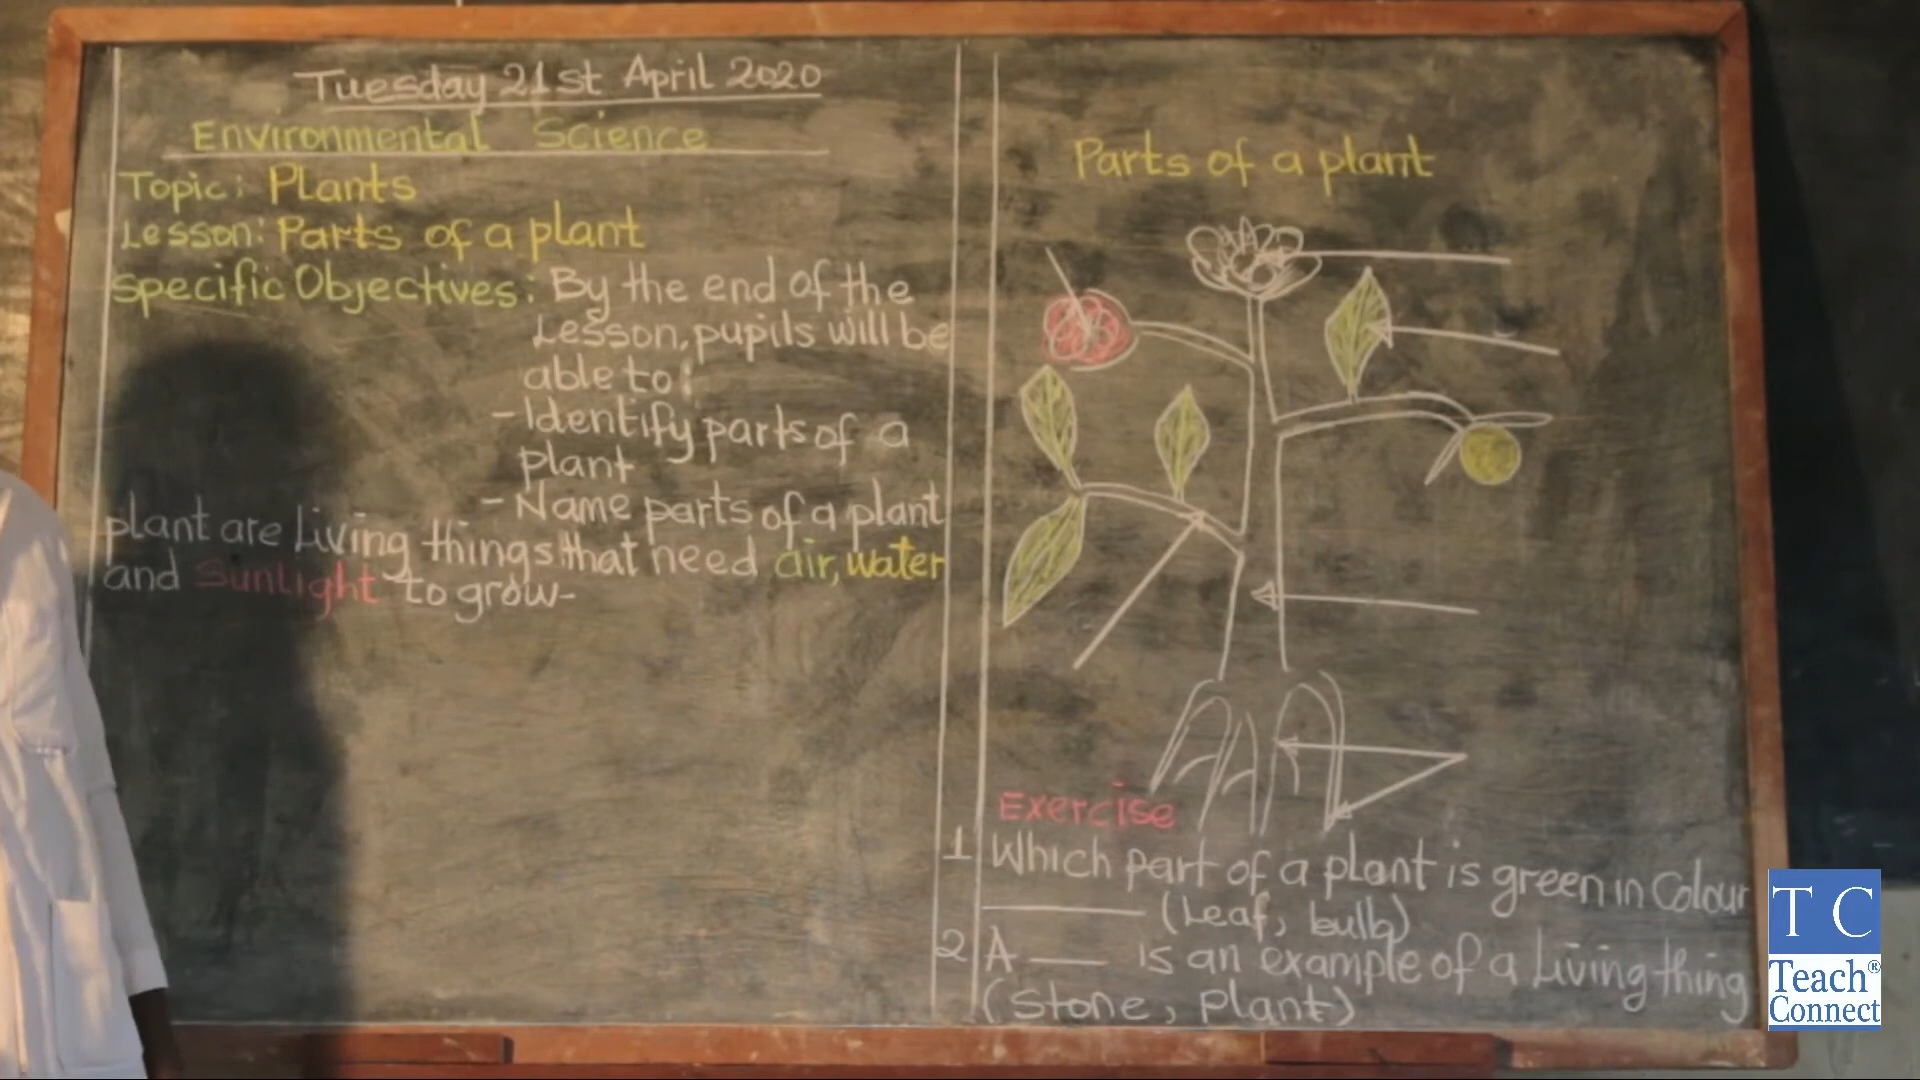 Tuesday 21st April 2020
Environmental Science
Topic: Plants
Lesson: Parts of a plant
Specific Objectives: By the end of the
Lesson, pupils will be
able to:
- Identify parts of a
plant
- Name parts of a plant
plant are Living things that need air, water
and Sunlight to grow-
Parts of a plant
Exercise
1 Which part of a plant is green in Colour
______ (Leaf, bulb)
2 A ____ is an example of a Living thing
(Stone, Plant)
T C
Teach®
Connect